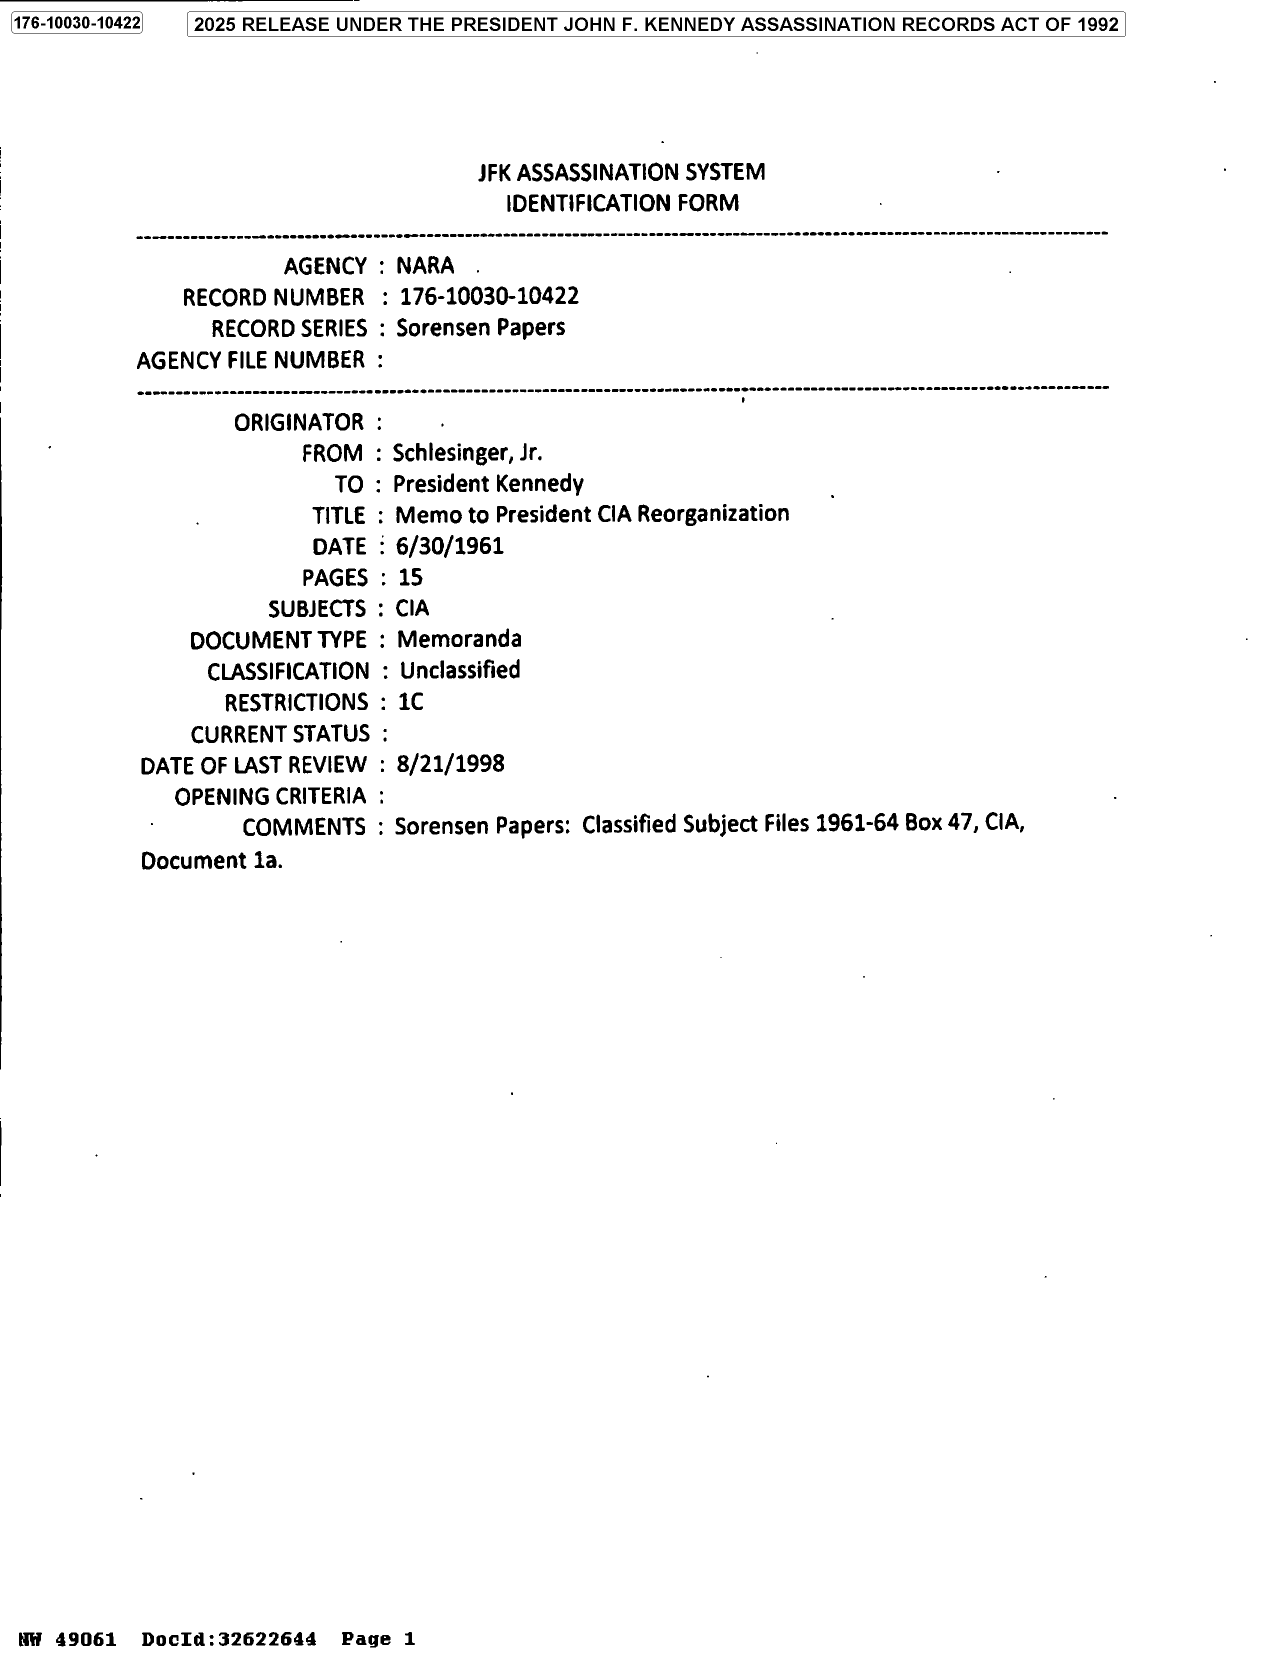 176-10030-10422
2025 RELEASE UNDER THE PRESIDENT JOHN F. KENNEDY ASSASSINATION RECORDS ACT OF 1992
JFK ASSASSINATION SYSTEM
IDENTIFICATION FORM
AGENCY : NARA
RECORD NUMBER : 176-10030-10422
RECORD SERIES : Sorensen Papers
AGENCY FILE NUMBER :
ORIGINATOR :
FROM : Schlesinger, Jr.
TO : President Kennedy
TITLE : Memo to President CIA Reorganization
DATE : 6/30/1961
PAGES : 15
SUBJECTS : CIA
DOCUMENT TYPE : Memoranda
CLASSIFICATION : Unclassified
RESTRICTIONS : 1C
CURRENT STATUS :
DATE OF LAST REVIEW : 8/21/1998
OPENING CRITERIA :
COMMENTS : Sorensen Papers: Classified Subject Files 1961-64 Box 47, CIA,
Document 1a.
NW 49061 DocId:32622644 Page 1